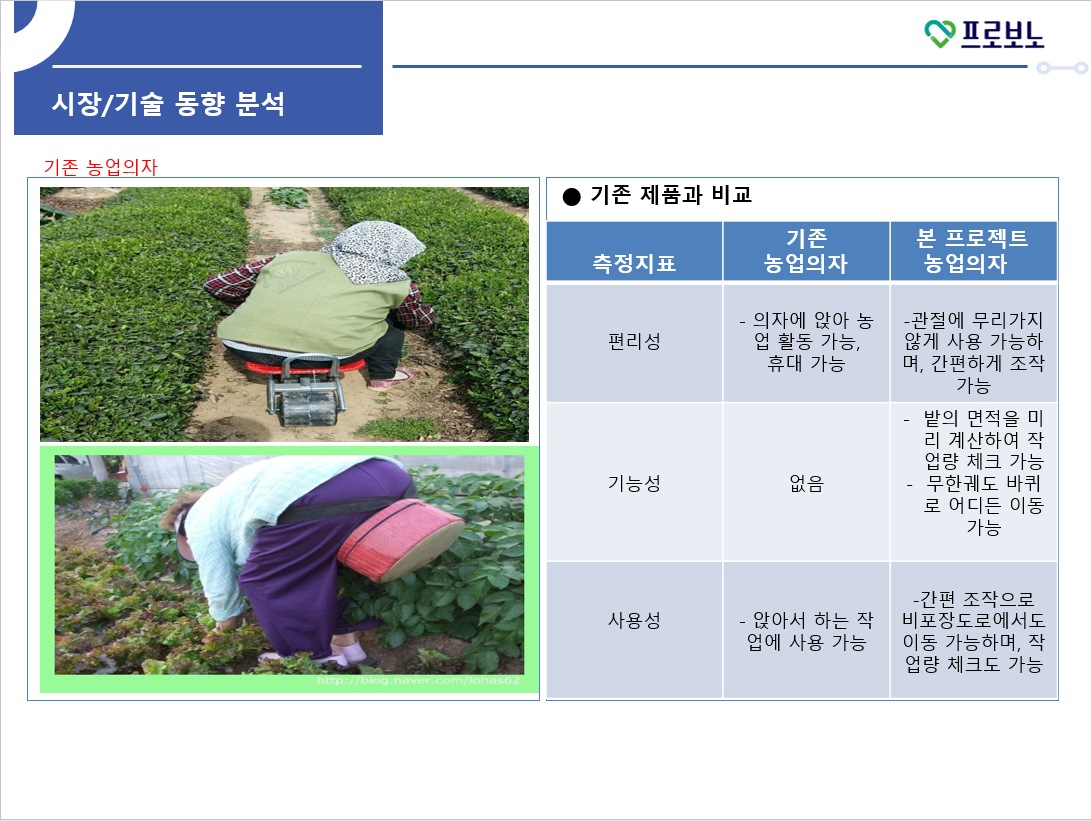 프로보노
시장/기술 동향 분석
기존 농업의자
http://blog.naver.com/lohas62
● 기존 제품과 비교
측정지표
기존
농업의자
본 프로젝트
농업의자
편리성
- 의자에 앉아 농
업 활동 가능,
휴대 가능
-관절에 무리가지
않게 사용 가능하
며, 간편하게 조작
가능
기능성
없음
- 밭의 면적을 미
리 계산하여 작
업량 체크 가능
- 무한궤도 바퀴
로 어디든 이동
가능
사용성
- 앉아서 하는 작
업에 사용 가능
-간편 조작으로
비포장도로에서도
이동 가능하며, 작
업량 체크도 가능